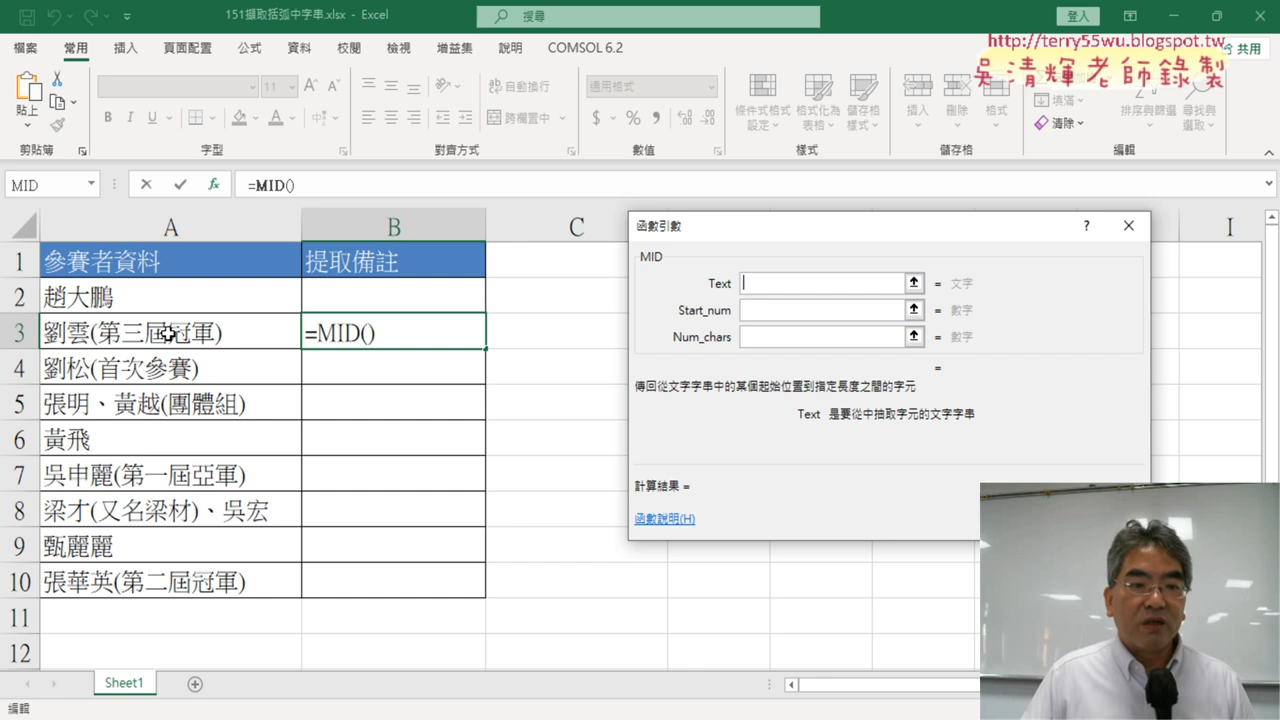 151擷取括弧中字串.xlsx - Excel
搜尋
登入
檔案 常用 插入 頁面配置 公式 資料 校閱 檢視 增益集 說明 COMSOL 6.2
共用
http://terry55wu.blogspot.tw
吳清輝老師錄製
貼上
11
B I U A
自動換行
跨欄置中
通用格式
$ % 9
條件式格式設定
格式化為表格
儲存格樣式
插入 刪除 格式
填滿
清除
排序與篩選
尋找與選取
剪貼簿 字型 對齊方式 數值 樣式 儲存格 編輯
MID
fx
=MID()
A B C I
1 參賽者資料 提取備註
2 趙大鵬
3 劉雲(第三屆冠軍) =MID()
4 劉松(首次參賽)
5 張明、黃越(團體組)
6 黃飛
7 吳申麗(第一屆亞軍)
8 梁才(又名梁材)、吳宏
9 甄麗麗
10 張華英(第二屆冠軍)
11
12
函數引數 ?
MID
Text = 文字
Start_num = 數字
Num_chars = 數字
=
傳回從文字字串中的某個起始位置到指定長度之間的字元
Text 是要從中抽取字元的文字字串
計算結果 =
函數說明(H)
Sheet1
編輯